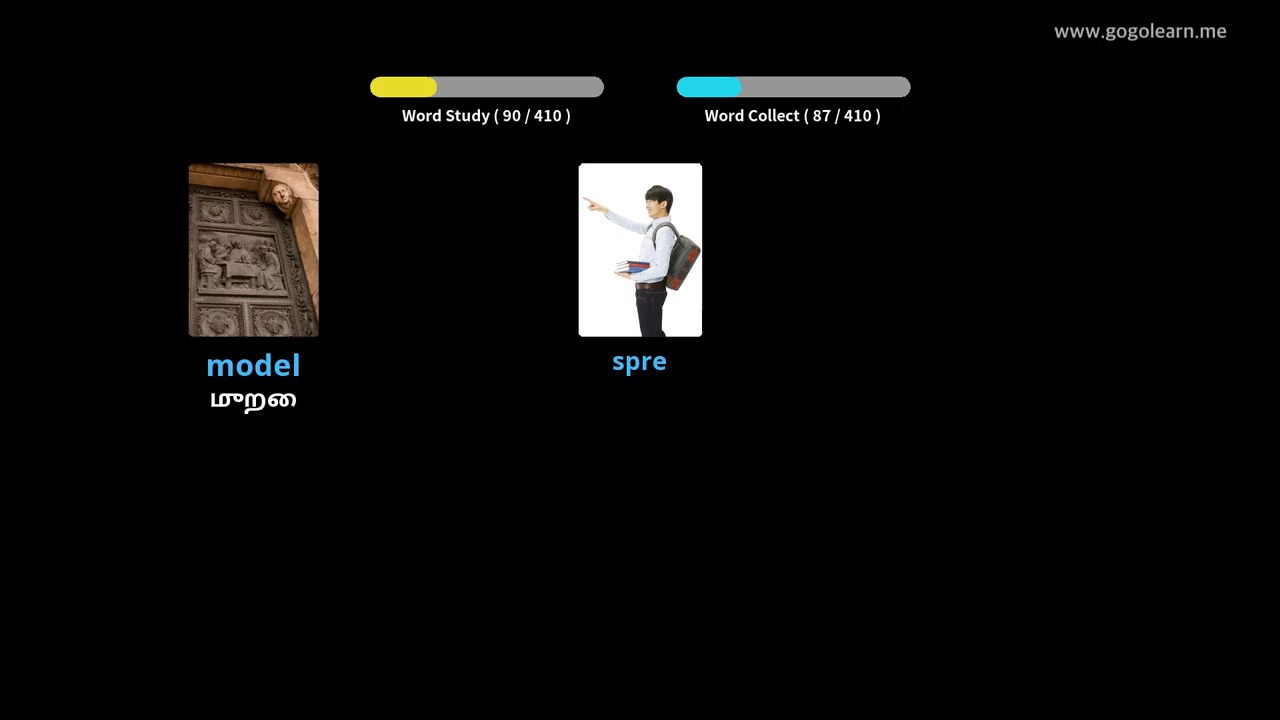 www.gogolearn.me
Word Study ( 90 / 410 )
Word Collect ( 87 / 410 )
model
முறை
spre